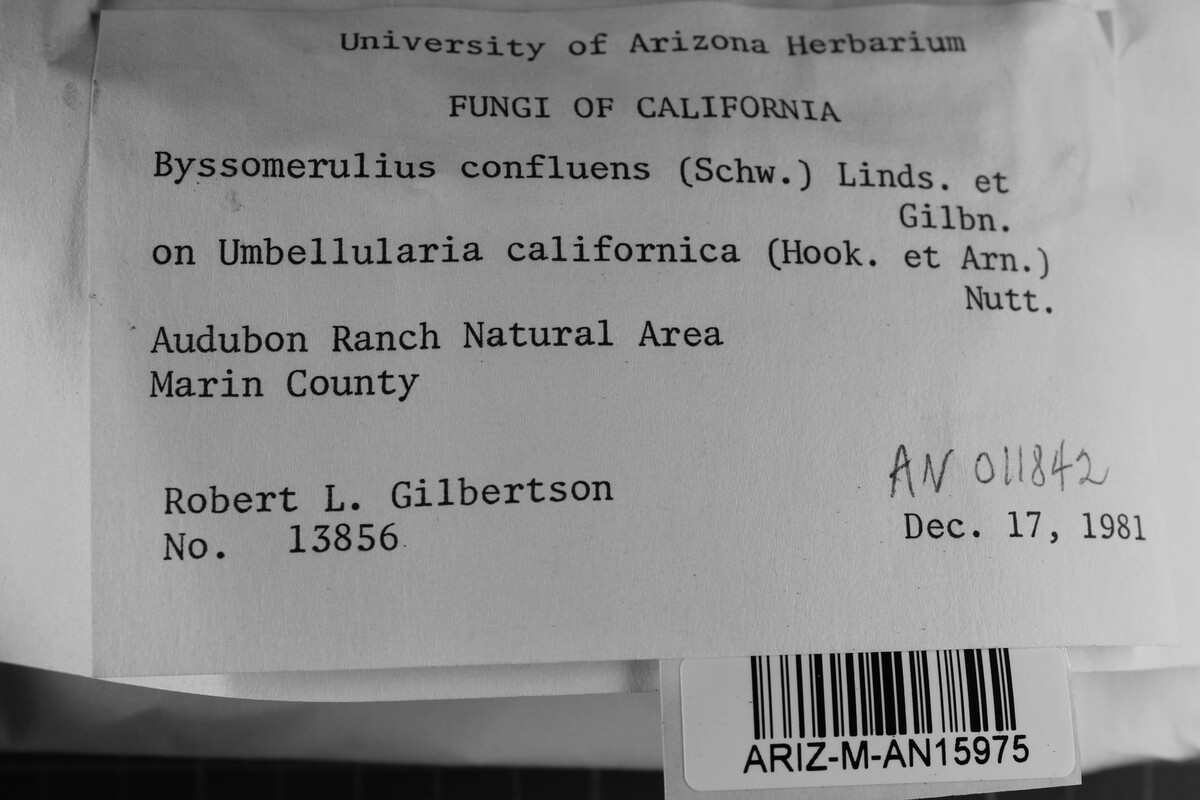 University of Arizona Herbarium
FUNGI OF CALIFORNIA
Byssomerulius confluens (Schw.) Linds. et
Gilbn.
on Umbellularia californica (Hook. et Arn.)
Nutt.
Audubon Ranch Natural Area
Marin County
AN 011842
Robert L. Gilbertson
No. 13856
Dec. 17, 1981
ARIZ-M-AN15975